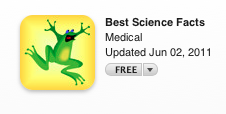 Best Science Facts
Medical
Updated Jun 02, 2011
FREE